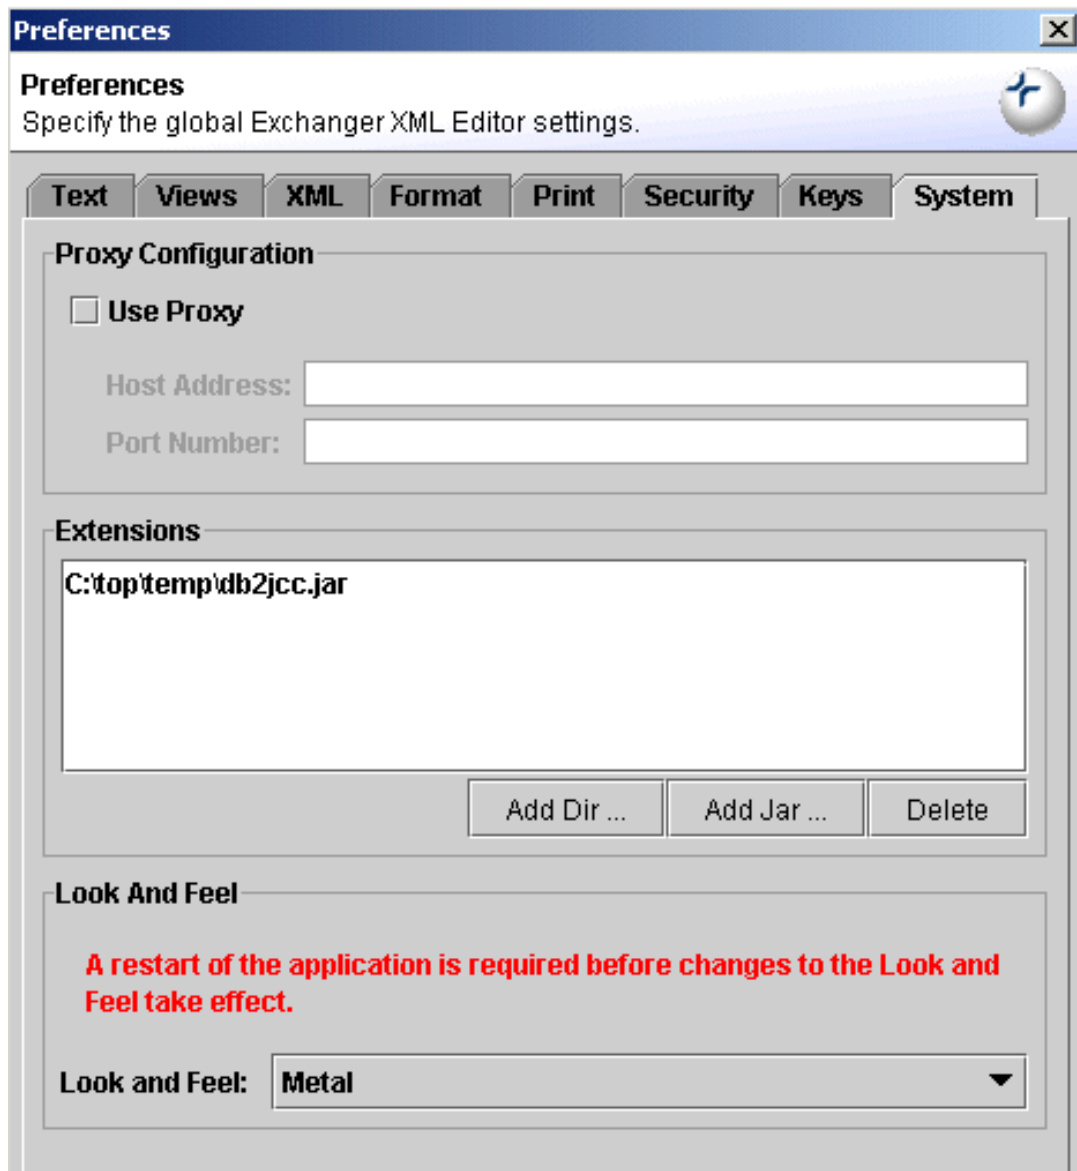 Preferences
Preferences
Specify the global Exchanger XML Editor settings.
Text Views XML Format Print Security Keys System
Proxy Configuration
Use Proxy
Host Address:
Port Number:
Extensions
C:\top\temp\db2jcc.jar
Add Dir ... Add Jar ... Delete
Look And Feel
A restart of the application is required before changes to the Look and
Feel take effect.
Look and Feel: Metal